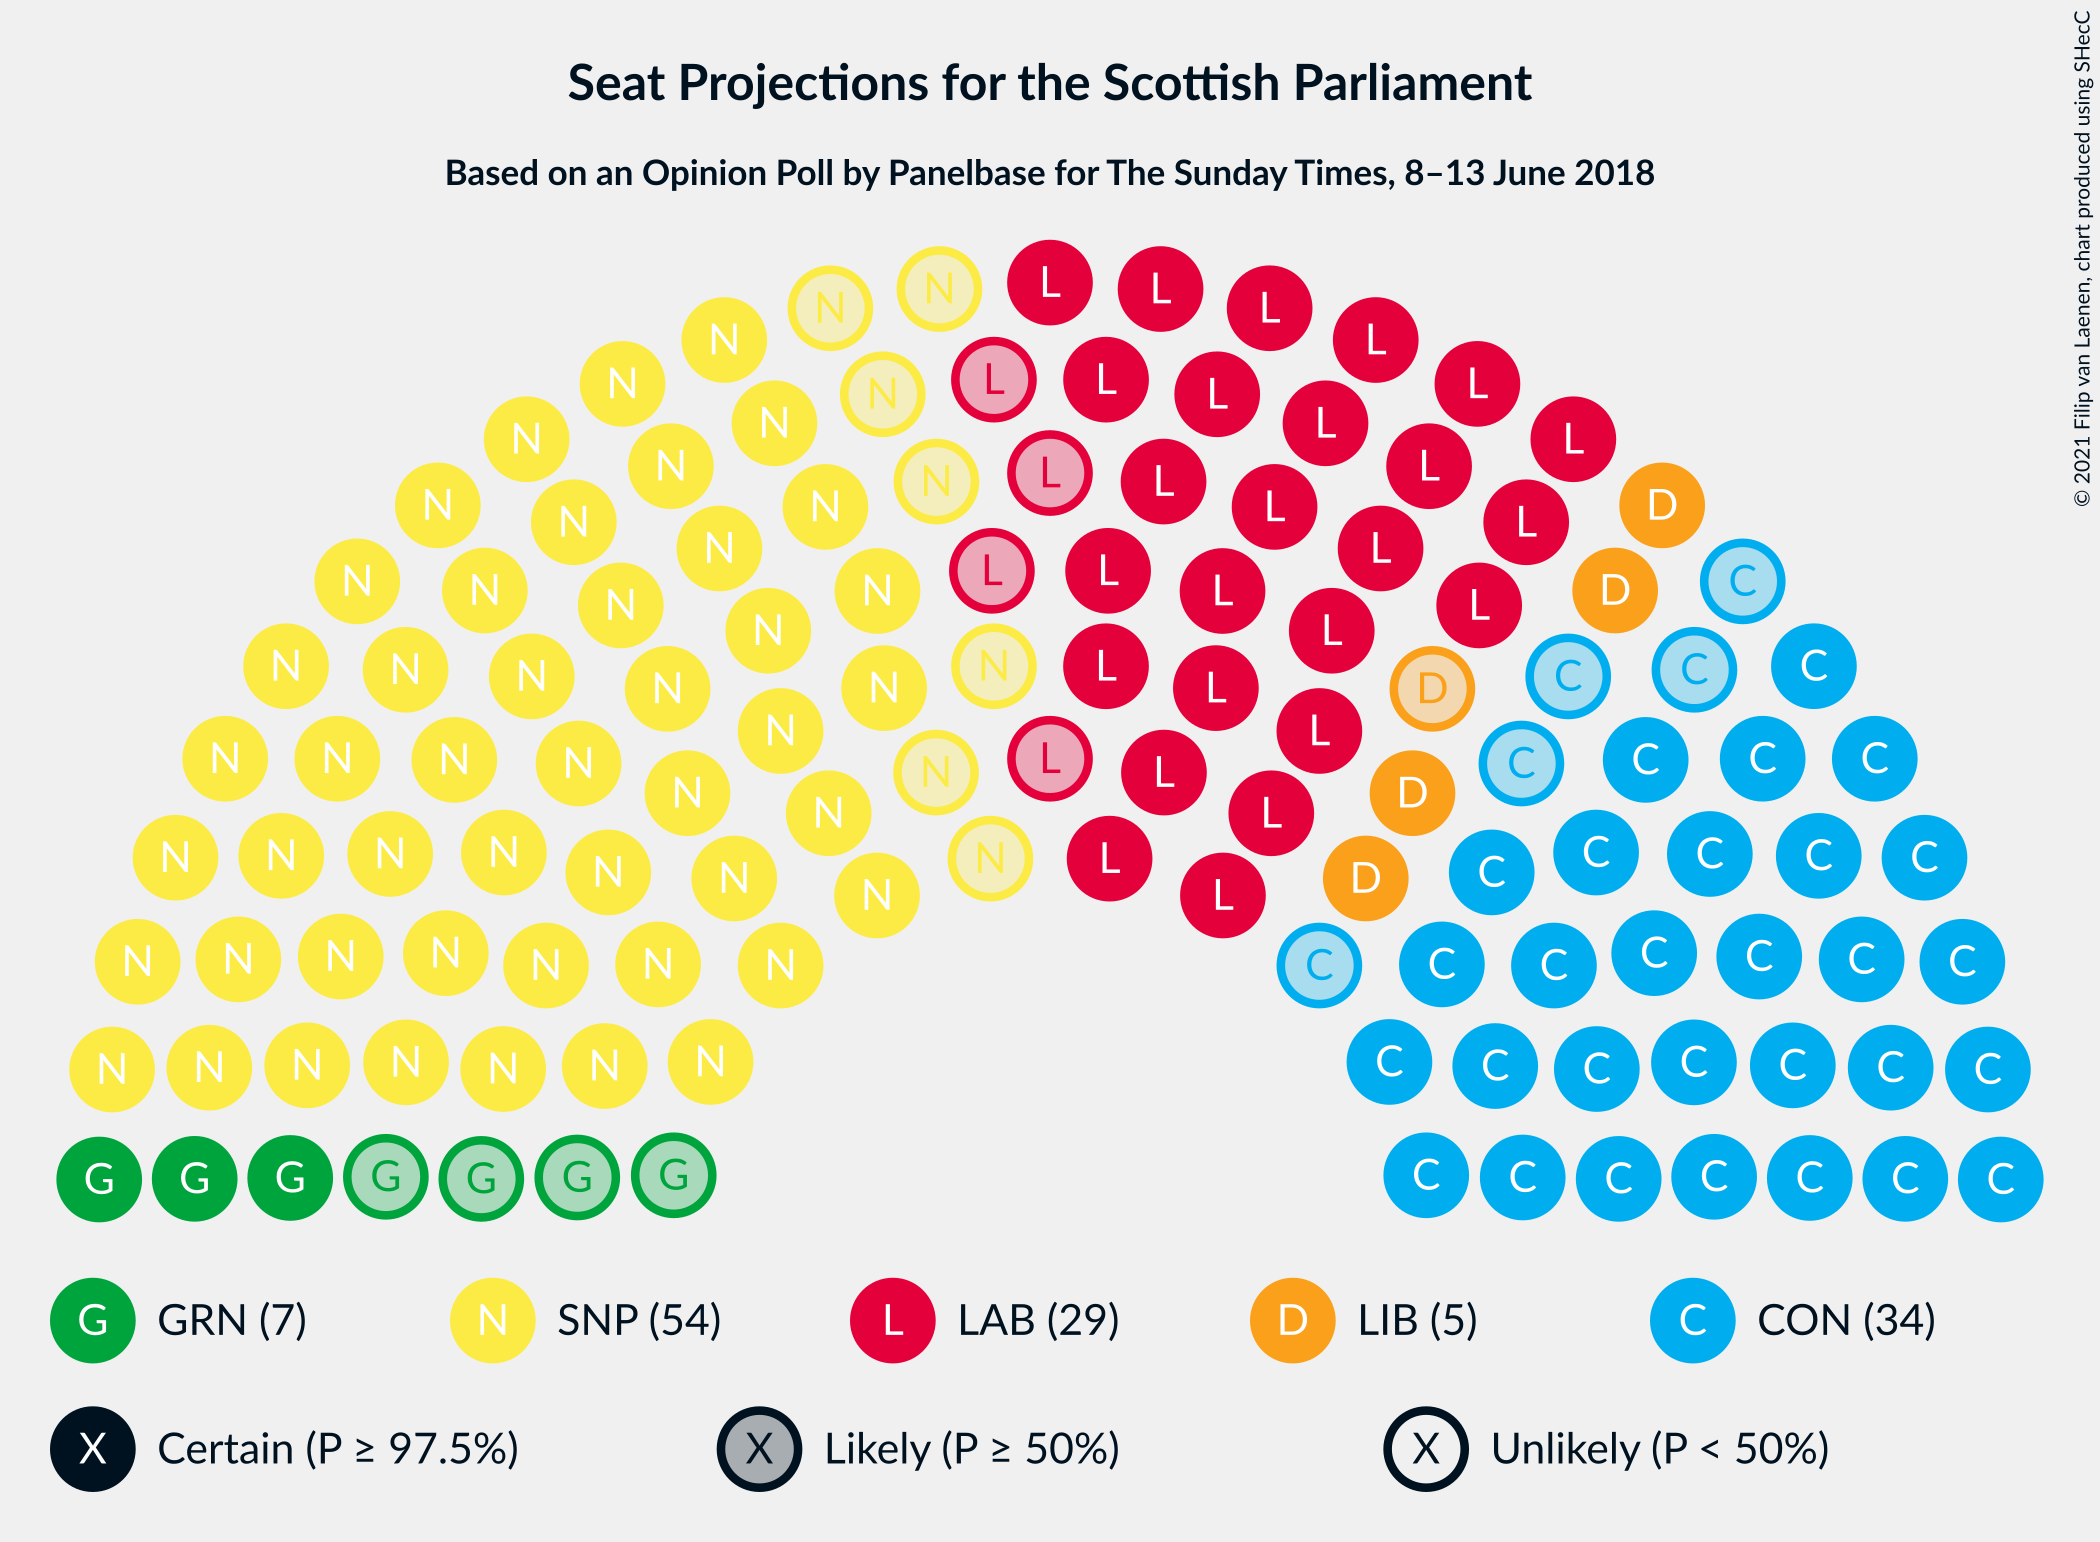 Seat Projections for the Scottish Parliament
Based on an Opinion Poll by Panelbase for The Sunday Times, 8–13 June 2018
© 2021 Filip van Laenen, chart produced using SHecC
N N L L L L L
N N L L L L
N N N L L L L
N N N L L L L D
N N N N L L L L D C
N N N N N L L L L D C C C
N N N N N N L L L D C C C C
N N N N N N N N L L D C C C C C
N N N N N N N C C C C C C C
N N N N N N N C C C C C C C
G G G G G G G C C C C C C C
G GRN (7) N SNP (54) L LAB (29) D LIB (5) C CON (34)
X Certain (P ≥ 97.5%) X Likely (P ≥ 50%) X Unlikely (P < 50%)